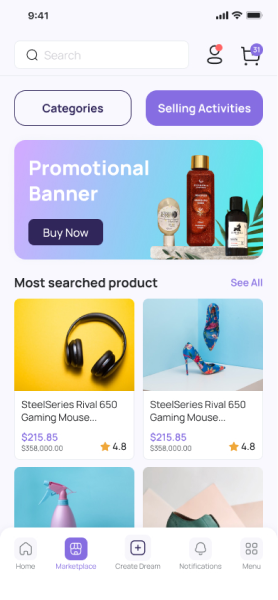 9:41
Search
31
Categories
Selling Activities
Promotional
Banner
Buy Now
Most searched product
See All
SteelSeries Rival 650
Gaming Mouse...
$215.85
$358,000.00
4.8
SteelSeries Rival 650
Gaming Mouse...
$215.85
$358,000.00
4.8
Home
Marketplace
Create Dream
Notifications
Menu